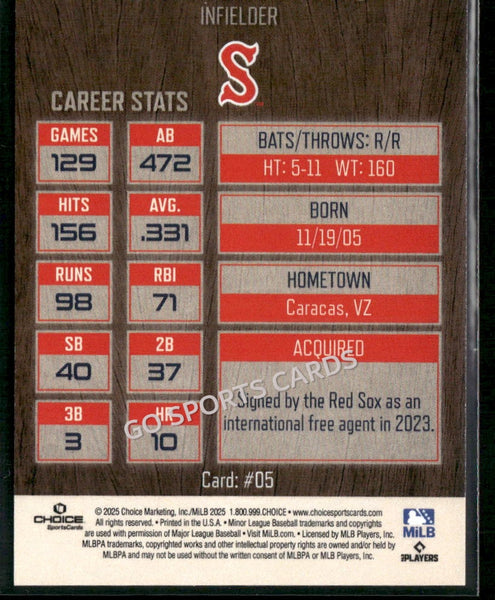 INFIELDER
S
CAREER STATS
GAMES
129
AB
472
HITS
156
AVG.
.331
RUNS
98
RBI
71
SB
40
2B
37
3B
3
HR
10
BATS/THROWS: R/R
HT: 5-11 WT: 160
BORN
11/19/05
HOMETOWN
Caracas, VZ
ACQUIRED
Signed by the Red Sox as an
international free agent in 2023.
GO SPORTS CARDS
Card: #05
CHOICE
SportsCards
© 2025 Choice Marketing, Inc./MiLB 2025 1.800.999.CHOICE • www.choicesportscards.com
All rights reserved. • Printed in the U.S.A. • Minor League Baseball trademarks and copyrights
are used with permission of Major League Baseball • Visit MiLB.com. • Licensed by MLB Players, Inc.
MLBPA trademarks, copyrighted works and other intellectual property rights are owned and/or held by
MLBPA and may not be used without the written consent of MLBPA or MLB Players, Inc.
MiLB
PLAYERS